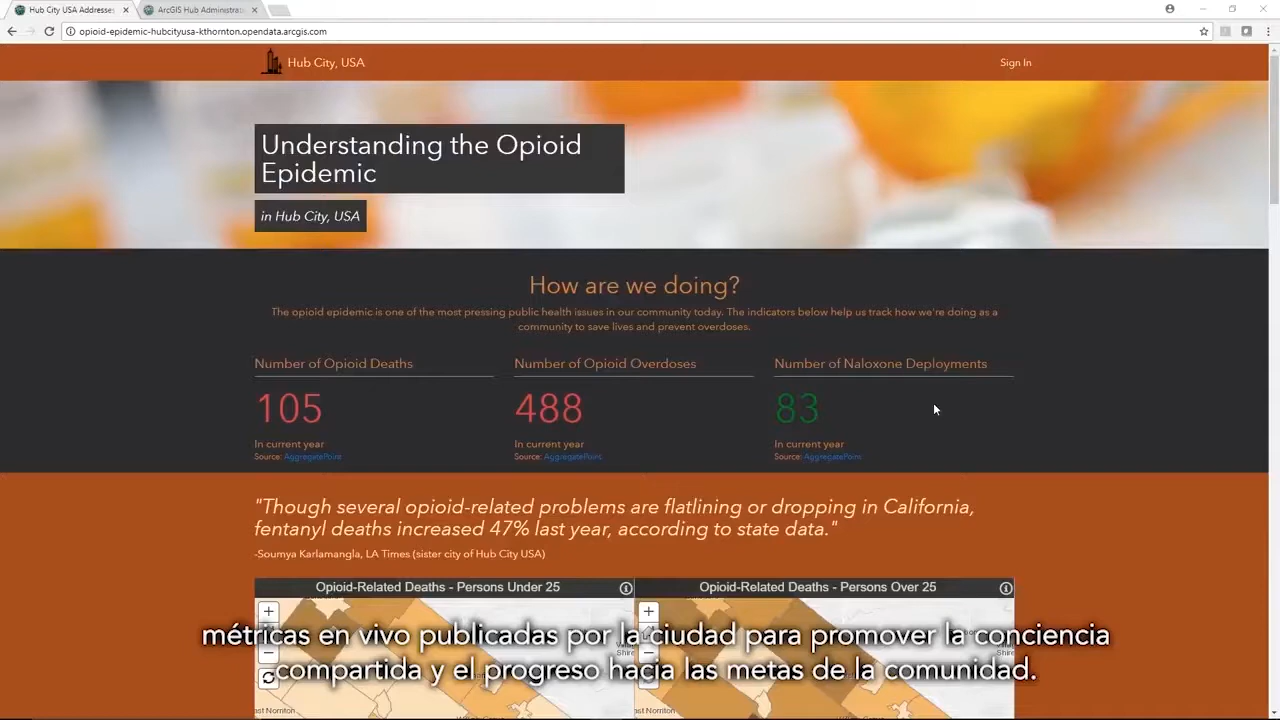 Hub City USA Addresses
ArcGIS Hub Administra
opioid-epidemic-hubcityusa-kthornton.opendata.arcgis.com
Hub City, USA
Sign In
Understanding the Opioid
Epidemic
in Hub City, USA
How are we doing?
The opioid epidemic is one of the most pressing public health issues in our community today. The indicators below help us track how we're doing as a
community to save lives and prevent overdoses.
Number of Opioid Deaths
105
In current year
Source: AggregatePoint
Number of Opioid Overdoses
488
In current year
Source: AggregatePoint
Number of Naloxone Deployments
83
In current year
Source: AggregatePoint
"Though several opioid-related problems are flatlining or dropping in California,
fentanyl deaths increased 47% last year, according to state data."
-Soumya Karlamangla, LA Times (sister city of Hub City USA)
Opioid-Related Deaths - Persons Under 25
Opioid-Related Deaths - Persons Over 25
métricas en vivo publicadas por la ciudad para promover la conciencia
compartida y el progreso hacia las metas de la comunidad.